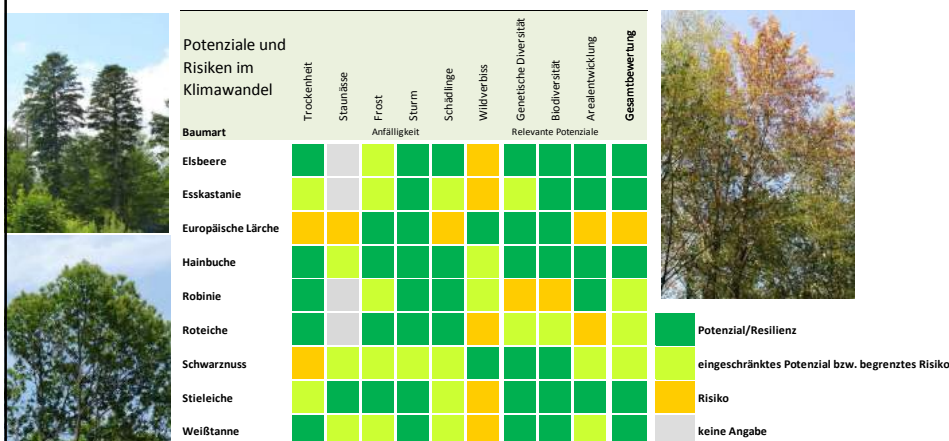 Potenziale und
Risiken im
Klimawandel
Trockenheit
Staunässe
Frost
Sturm
Schädlinge
Wildverbiss
Genetische Diversität
Biodiversität
Arealentwicklung
Gesamtbewertung
Baumart
Anfälligkeit
Relevante Potenziale
Elsbeere
Esskastanie
Europäische Lärche
Hainbuche
Robinie
Roteiche
Schwarznuss
Stieleiche
Weißtanne
Potenzial/Resilienz
eingeschränktes Potenzial bzw. begrenztes Risiko
Risiko
keine Angabe